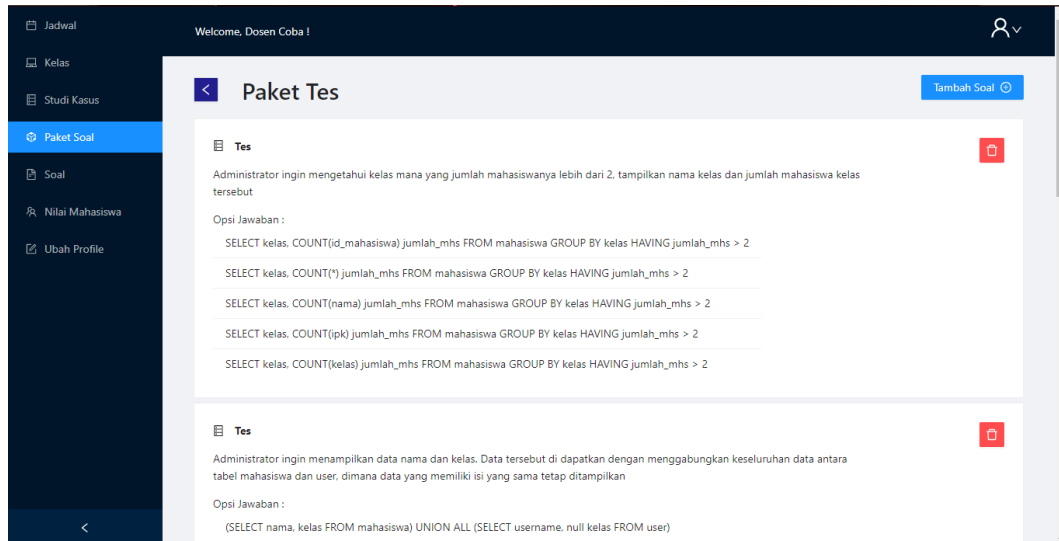 Jadwal
Kelas
Studi Kasus
Paket Soal
Soal
Nilai Mahasiswa
Ubah Profile
Welcome, Dosen Coba !
Paket Tes
Tambah Soal
Tes
Administrator ingin mengetahui kelas mana yang jumlah mahasiswanya lebih dari 2, tampilkan nama kelas dan jumlah mahasiswa kelas
tersebut
Opsi Jawaban :
SELECT kelas, COUNT(id_mahasiswa) jumlah_mhs FROM mahasiswa GROUP BY kelas HAVING jumlah_mhs > 2
SELECT kelas, COUNT(*) jumlah_mhs FROM mahasiswa GROUP BY kelas HAVING jumlah_mhs > 2
SELECT kelas, COUNT(nama) jumlah_mhs FROM mahasiswa GROUP BY kelas HAVING jumlah_mhs > 2
SELECT kelas, COUNT(ipk) jumlah_mhs FROM mahasiswa GROUP BY kelas HAVING jumlah_mhs > 2
SELECT kelas, COUNT(kelas) jumlah_mhs FROM mahasiswa GROUP BY kelas HAVING jumlah_mhs > 2
Tes
Administrator ingin menampilkan data nama dan kelas. Data tersebut di dapatkan dengan menggabungkan keseluruhan data antara
tabel mahasiswa dan user, dimana data yang memiliki isi yang sama tetap ditampilkan
Opsi Jawaban :
(SELECT nama, kelas FROM mahasiswa) UNION ALL (SELECT username, null kelas FROM user)